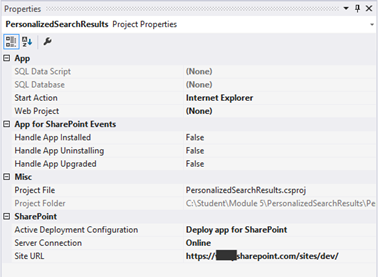 Properties
PersonalizedSearchResults Project Properties
App
SQL Data Script (None)
SQL Database (None)
Start Action Internet Explorer
Web Project (None)
App for SharePoint Events
Handle App Installed False
Handle App Uninstalling False
Handle App Upgraded False
Misc
Project File PersonalizedSearchResults.csproj
Project Folder C:\Student\Module 5\PersonalizedSearchResults\Pe
SharePoint
Active Deployment Configuration Deploy app for SharePoint
Server Connection Online
Site URL https:// sharepoint.com/sites/dev/